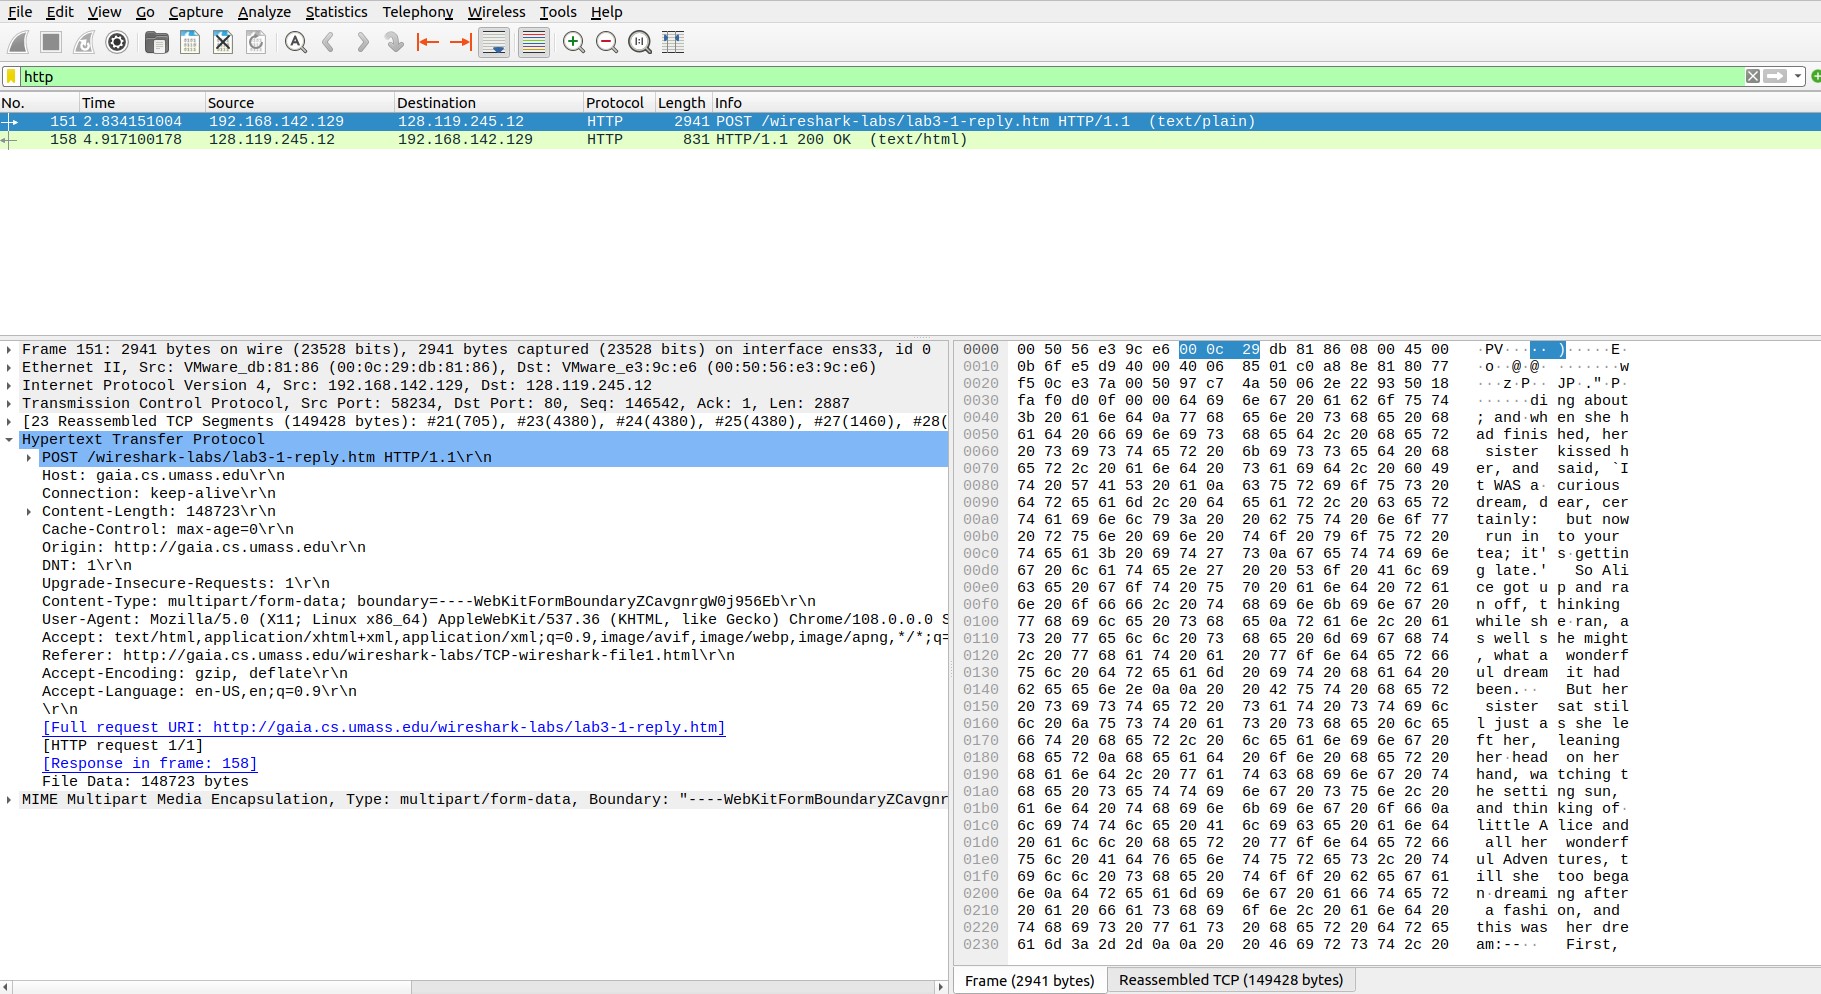 File Edit View Go Capture Analyze Statistics Telephony Wireless Tools Help
http
No. Time Source Destination Protocol Length Info
151 2.834151004 192.168.142.129 128.119.245.12 HTTP 2941 POST /wireshark-labs/lab3-1-reply.htm HTTP/1.1 (text/plain)
158 4.917100178 128.119.245.12 192.168.142.129 HTTP 831 HTTP/1.1 200 OK (text/html)
Frame 151: 2941 bytes on wire (23528 bits), 2941 bytes captured (23528 bits) on interface ens33, id 0
Ethernet II, Src: VMware_db:81:86 (00:0c:29:db:81:86), Dst: VMware_e3:9c:e6 (00:50:56:e3:9c:e6)
Internet Protocol Version 4, Src: 192.168.142.129, Dst: 128.119.245.12
Transmission Control Protocol, Src Port: 58234, Dst Port: 80, Seq: 146542, Ack: 1, Len: 2887
[23 Reassembled TCP Segments (149428 bytes): #21(705), #23(4380), #24(4380), #25(4380), #27(1460), #28(
Hypertext Transfer Protocol
POST /wireshark-labs/lab3-1-reply.htm HTTP/1.1\r\n
Host: gaia.cs.umass.edu\r\n
Connection: keep-alive\r\n
Content-Length: 148723\r\n
Cache-Control: max-age=0\r\n
Origin: http://gaia.cs.umass.edu\r\n
DNT: 1\r\n
Upgrade-Insecure-Requests: 1\r\n
Content-Type: multipart/form-data; boundary=----WebKitFormBoundaryZCavgnrgW0j956Eb\r\n
User-Agent: Mozilla/5.0 (X11; Linux x86_64) AppleWebKit/537.36 (KHTML, like Gecko) Chrome/108.0.0.0 S
Accept: text/html,application/xhtml+xml,application/xml;q=0.9,image/avif,image/webp,image/apng,*/*;q=
Referer: http://gaia.cs.umass.edu/wireshark-labs/TCP-wireshark-file1.html\r\n
Accept-Encoding: gzip, deflate\r\n
Accept-Language: en-US,en;q=0.9\r\n
\r\n
[Full request URI: http://gaia.cs.umass.edu/wireshark-labs/lab3-1-reply.htm]
[HTTP request 1/1]
[Response in frame: 158]
File Data: 148723 bytes
MIME Multipart Media Encapsulation, Type: multipart/form-data, Boundary: "----WebKitFormBoundaryZCavgnr
0000 00 50 56 e3 9c e6 00 0c 29 db 81 86 08 00 45 00 ·PV····· )·····E·
0010 0b 6f e5 d9 40 00 40 06 85 01 c0 a8 8e 81 80 77 ·o··@·@· ·······w
0020 f5 0c e3 7a 00 50 97 c7 4a 50 06 2e 22 93 50 18 ···z·P·· JP.."·P·
0030 fa f0 d0 0f 00 00 64 69 6e 67 20 61 62 6f 75 74 ······di ng about
0040 3b 20 61 6e 64 0a 77 68 65 6e 20 73 68 65 20 68 ; and·wh en she h
0050 61 64 20 66 69 6e 69 73 68 65 64 2c 20 68 65 72 ad finis hed, her
0060 20 73 69 73 74 65 72 20 6b 69 73 73 65 64 20 68 sister kissed h
0070 65 72 2c 20 61 6e 64 20 73 61 69 64 2c 20 60 49 er, and said, `I
0080 74 20 57 41 53 20 61 0a 63 75 72 69 6f 75 73 20 t WAS a· curious
0090 64 72 65 61 6d 2c 20 64 65 61 72 2c 20 63 65 72 dream, d ear, cer
00a0 74 61 69 6e 6c 79 3a 20 20 62 75 74 20 6e 6f 77 tainly: but now
00b0 20 72 75 6e 20 69 6e 20 74 6f 20 79 6f 75 72 20 run in to your
00c0 74 65 61 3b 20 69 74 27 73 0a 67 65 74 74 69 6e tea; it' s·gettin
00d0 67 20 6c 61 74 65 2e 27 20 20 53 6f 20 41 6c 69 g late.' So Ali
00e0 63 65 20 67 6f 74 20 75 70 20 61 6e 64 20 72 61 ce got u p and ra
00f0 6e 20 6f 66 66 2c 20 74 68 69 6e 6b 69 6e 67 20 n off, t hinking
0100 77 68 69 6c 65 20 73 68 65 0a 72 61 6e 2c 20 61 while sh e·ran, a
0110 73 20 77 65 6c 6c 20 73 68 65 20 6d 69 67 68 74 s well s he might
0120 2c 20 77 68 61 74 20 61 20 77 6f 6e 64 65 72 66 , what a wonderf
0130 75 6c 20 64 72 65 61 6d 20 69 74 20 68 61 64 20 ul dream it had
0140 62 65 65 6e 2e 0a 0a 20 20 42 75 74 20 68 65 72 been.·· But her
0150 20 73 69 73 74 65 72 20 73 61 74 20 73 74 69 6c sister sat stil
0160 6c 20 6a 75 73 74 20 61 73 20 73 68 65 20 6c 65 l just a s she le
0170 66 74 20 68 65 72 2c 20 6c 65 61 6e 69 6e 67 20 ft her, leaning
0180 68 65 72 0a 68 65 61 64 20 6f 6e 20 68 65 72 20 her·head on her
0190 68 61 6e 64 2c 20 77 61 74 63 68 69 6e 67 20 74 hand, wa tching t
01a0 68 65 20 73 65 74 74 69 6e 67 20 73 75 6e 2c 20 he setti ng sun,
01b0 61 6e 64 20 74 68 69 6e 6b 69 6e 67 20 6f 66 0a and thin king of·
01c0 6c 69 74 74 6c 65 20 41 6c 69 63 65 20 61 6e 64 little A lice and
01d0 20 61 6c 6c 20 68 65 72 20 77 6f 6e 64 65 72 66 all her wonderf
01e0 75 6c 20 41 64 76 65 6e 74 75 72 65 73 2c 20 74 ul Adven tures, t
01f0 69 6c 6c 20 73 68 65 20 74 6f 6f 20 62 65 67 61 ill she too bega
0200 6e 0a 64 72 65 61 6d 69 6e 67 20 61 66 74 65 72 n·dreami ng after
0210 20 61 20 66 61 73 68 69 6f 6e 2c 20 61 6e 64 20 a fashi on, and
0220 74 68 69 73 20 77 61 73 20 68 65 72 20 64 72 65 this was her dre
0230 61 6d 3a 2d 2d 0a 0a 20 20 46 69 72 73 74 2c 20 am:--·· First,
Frame (2941 bytes) Reassembled TCP (149428 bytes)